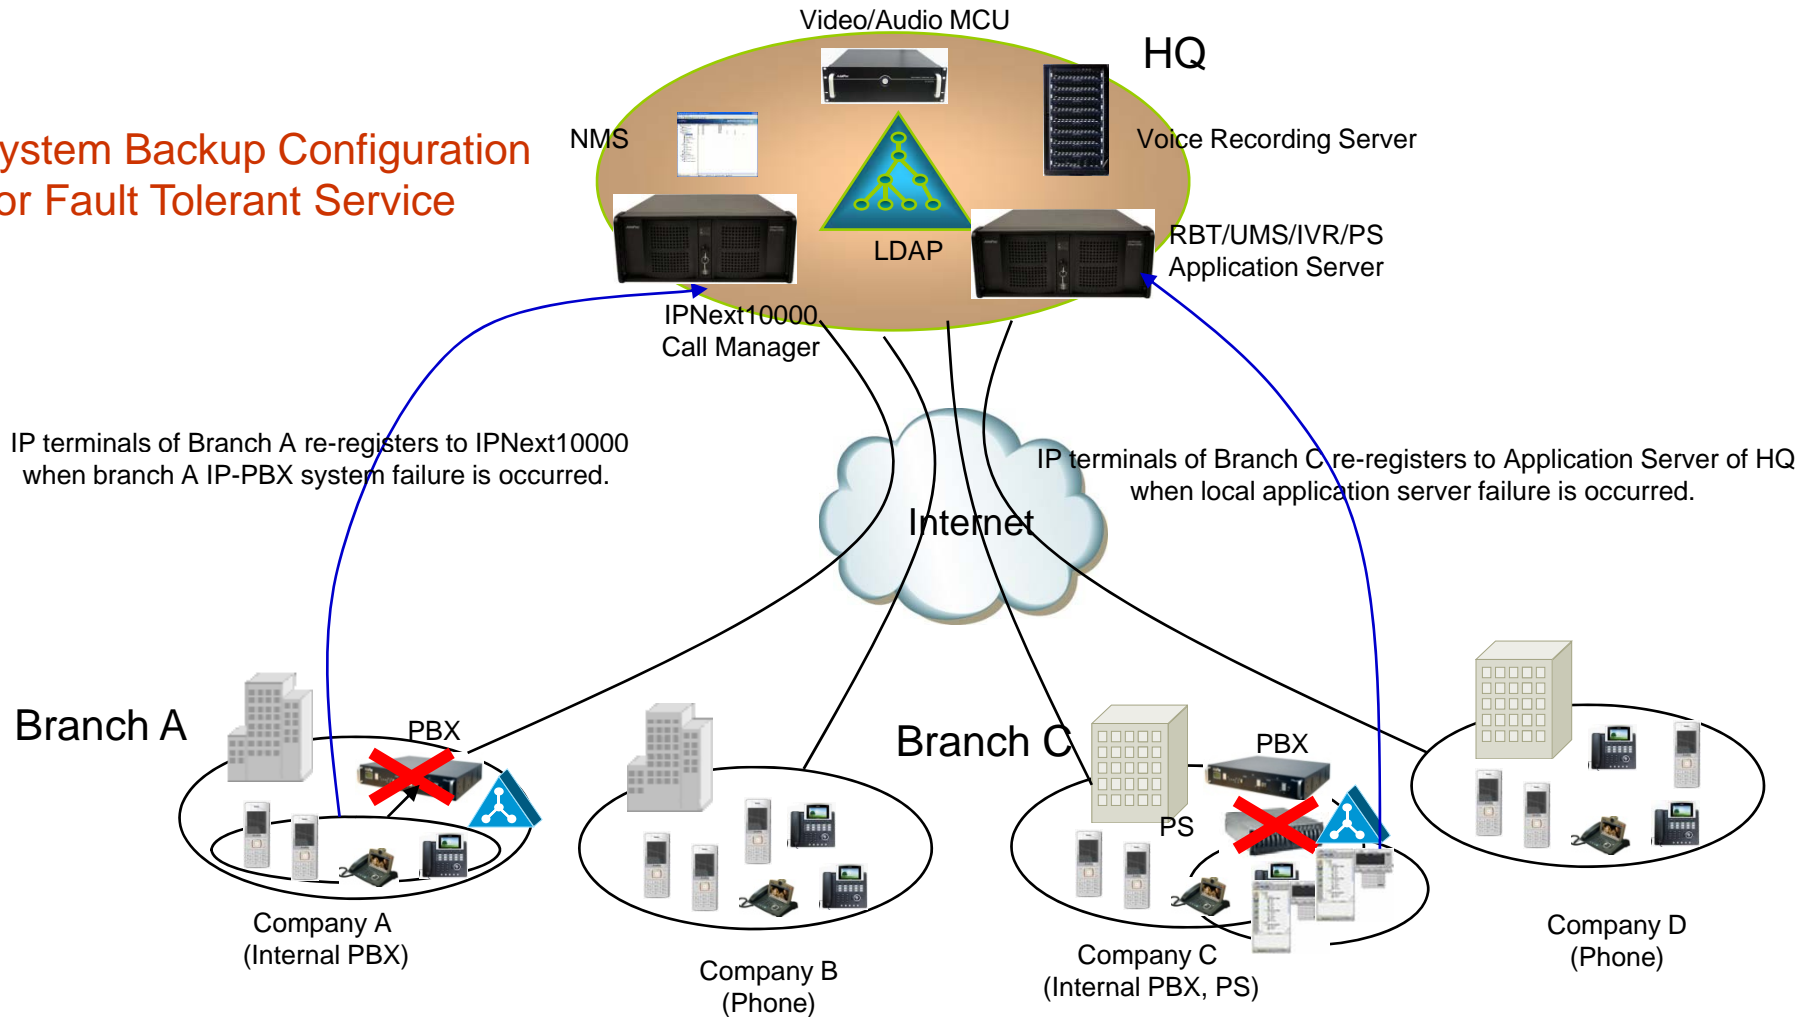 Video/Audio MCU
HQ
NMS
Voice Recording Server
ystem Backup Configuration
or Fault Tolerant Service
LDAP
RBT/UMS/IVR/PS
Application Server
IPNext10000
Call Manager
IP terminals of Branch A re-registers to IPNext10000
when branch A IP-PBX system failure is occurred.
IP terminals of Branch C re-registers to Application Server of HQ
when local application server failure is occurred.
Internet
Branch A
PBX
Branch C
PBX
PS
Company A
(Internal PBX)
Company B
(Phone)
Company C
(Internal PBX, PS)
Company D
(Phone)